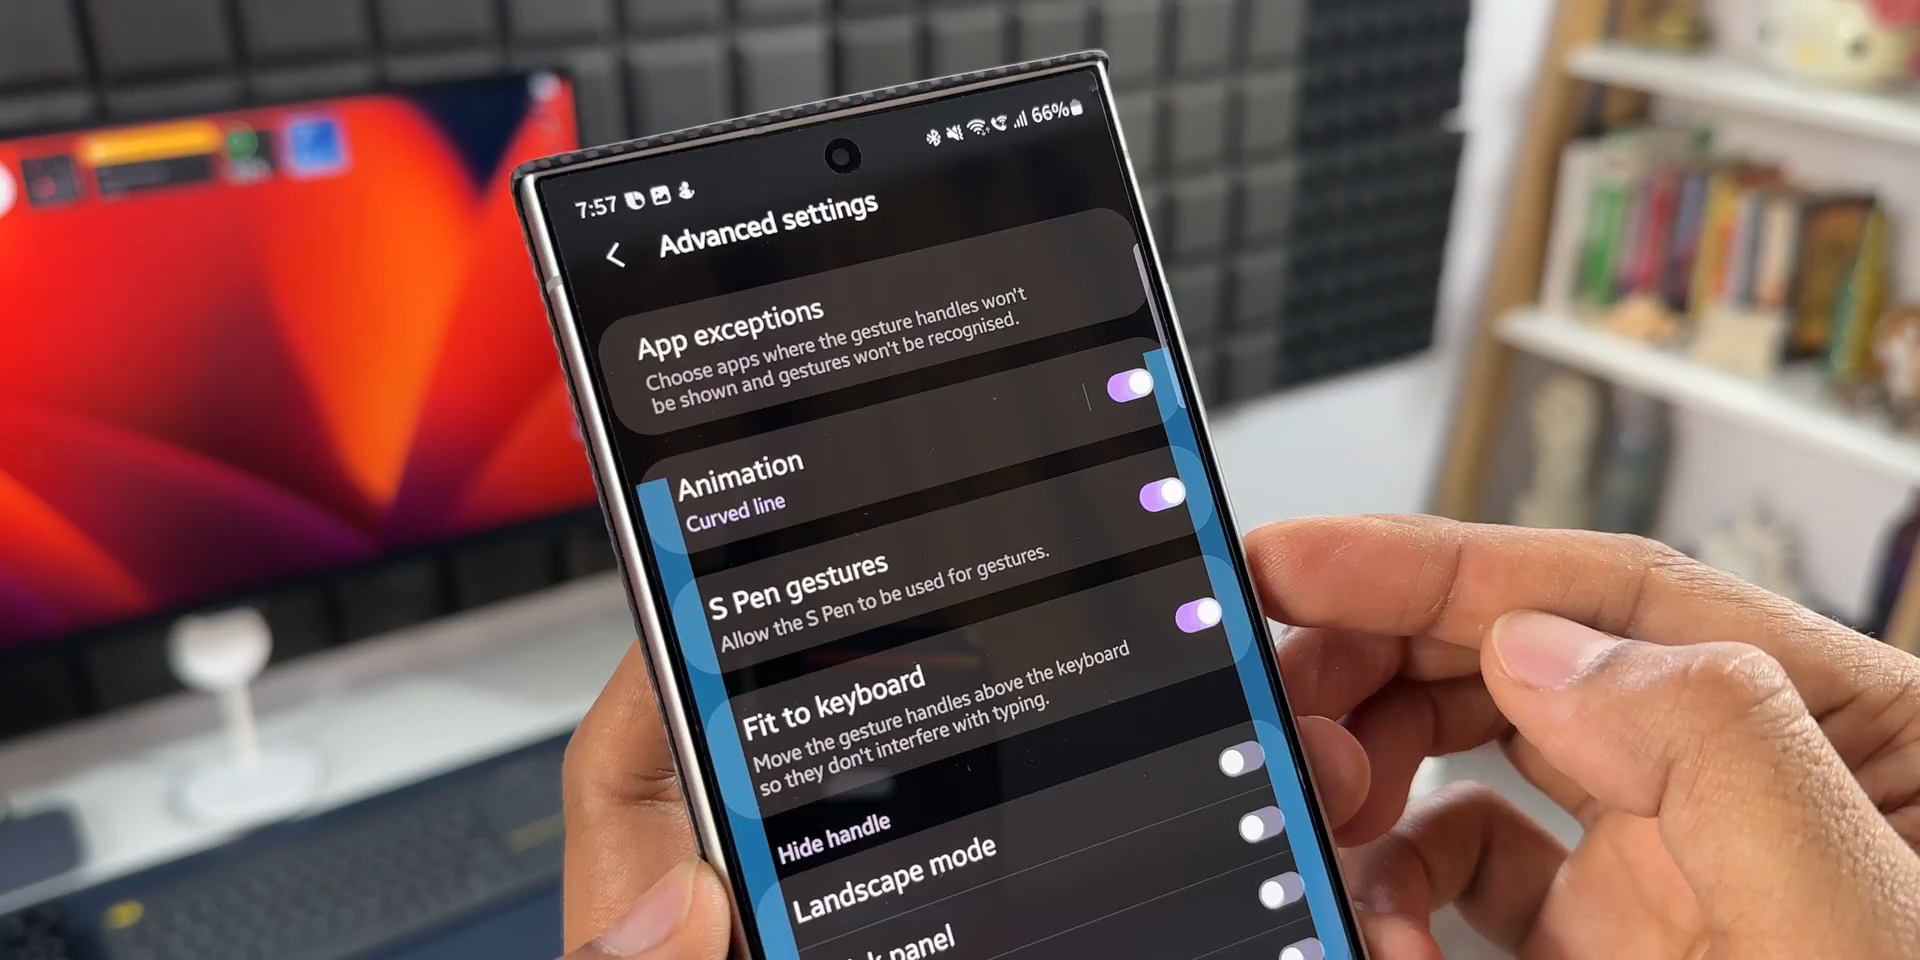 7:57
66%
Advanced settings
App exceptions
Choose apps where the gesture handles won't
be shown and gestures won't be recognised.
Animation
Curved line
S Pen gestures
Allow the S Pen to be used for gestures.
Fit to keyboard
Move the gesture handles above the keyboard
so they don't interfere with typing.
Hide handle
Landscape mode
panel